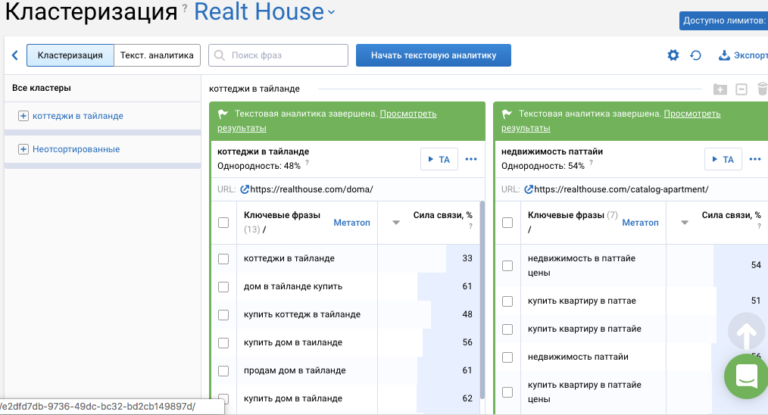 Кластеризация ? Realt House
Доступно лимитов:
Кластеризация Текст. аналитика Поиск фраз Начать текстовую аналитику Экспорт
Все кластеры
коттеджи в тайланде
Неотсортированные
коттеджи в тайланде
Текстовая аналитика завершена. Просмотреть
результаты
коттеджи в тайланде
Однородность: 48% ?
ТА
URL: https://realthouse.com/doma/
Ключевые фразы
(13) /
Метатоп
Сила связи, %
?
коттеджи в тайланде 33
дом в тайланде купить 61
купить коттедж в тайланде 48
купить дом в таиланде 56
продам дом в тайланде 61
купить дом в тайланде 62
Текстовая аналитика завершена. Просмотреть
результаты
недвижимость паттайи
Однородность: 54% ?
ТА
URL: https://realthouse.com/catalog-apartment/
Ключевые фразы (7)
/
Метатоп
Сила связи, %
?
недвижимость в паттайе
цены 54
купить квартиру в паттае 51
купить квартиру в паттайе
недвижимость паттайи
купить квартиру в паттайе
/e2dfd7db-9736-49dc-bc32-bd2cb149897d/